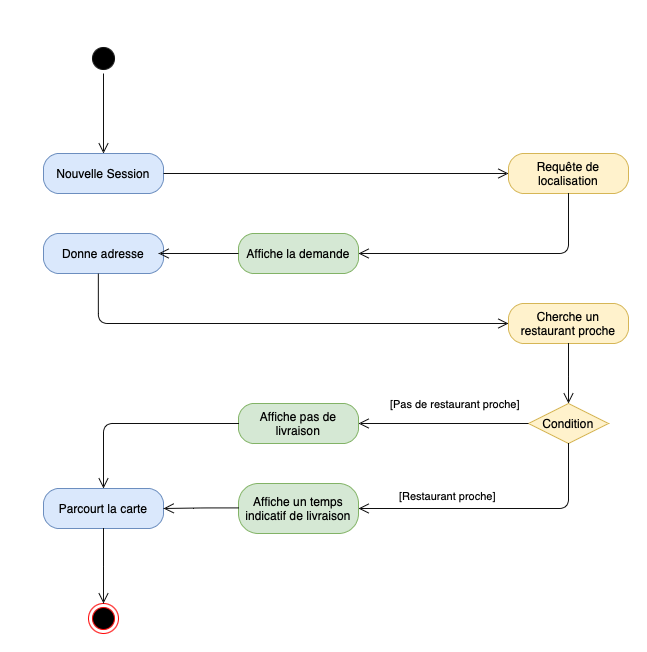 Nouvelle Session
Requête de
localisation
Donne adresse
Affiche la demande
Cherche un
restaurant proche
[Pas de restaurant proche]
Affiche pas de
livraison
Condition
[Restaurant proche]
Affiche un temps
indicatif de livraison
Parcourt la carte